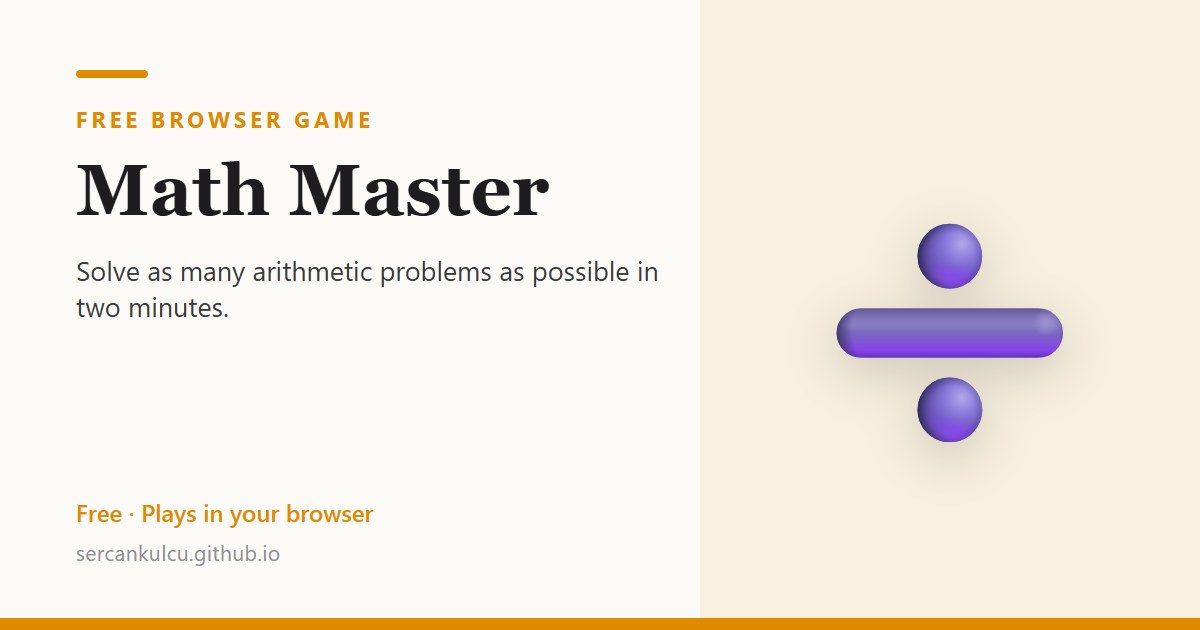 FREE BROWSER GAME
Math Master
Solve as many arithmetic problems as possible in
two minutes.
Free · Plays in your browser
sercankulcu.github.io